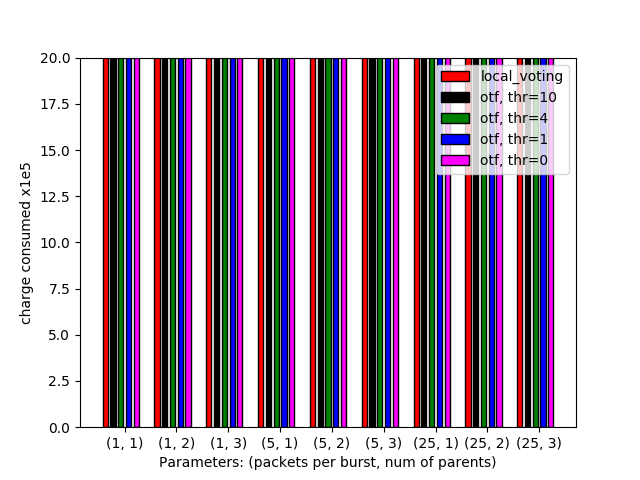 20.0
17.5
15.0
12.5
10.0
7.5
5.0
2.5
0.0
charge consumed x1e5
local_voting
otf, thr=10
otf, thr=4
otf, thr=1
otf, thr=0
(1, 1) (1, 2) (1, 3) (5, 1) (5, 2) (5, 3) (25, 1) (25, 2) (25, 3)
Parameters: (packets per burst, num of parents)